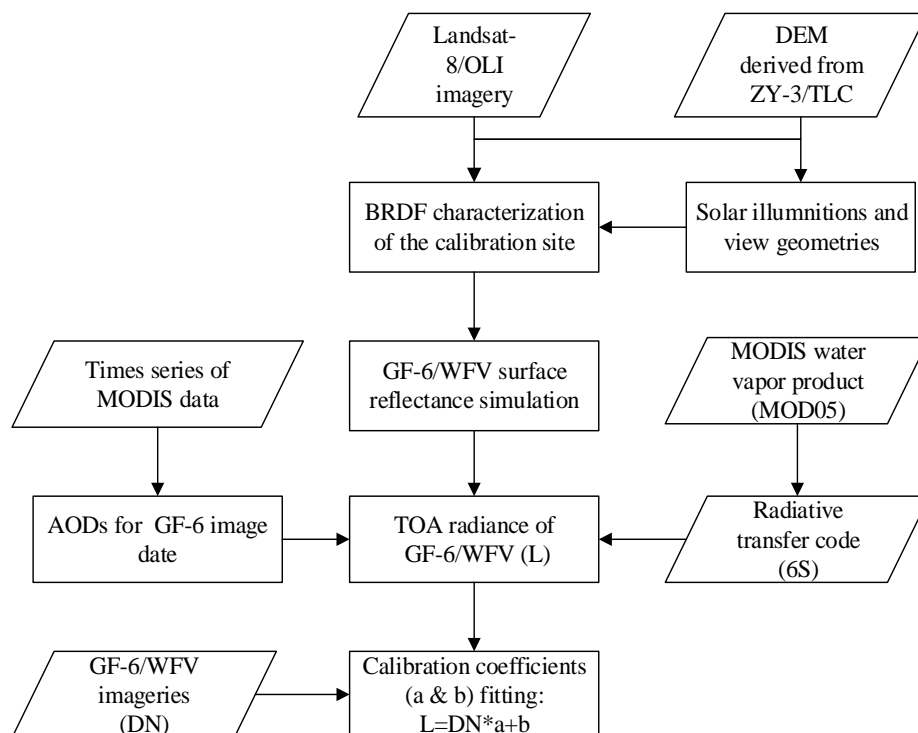 Landsat-
8/OLI
imagery
DEM
derived from
ZY-3/TLC
BRDF characterization
of the calibration site
Solar illumnitions and
view geometries
Times series of
MODIS data
GF-6/WFV surface
reflectance simulation
MODIS water
vapor product
(MOD05)
AODs for GF-6 image
date
TOA radiance of
GF-6/WFV (L)
Radiative
transfer code
(6S)
GF-6/WFV
imageries
(DN)
Calibration coefficients
(a & b) fitting:
L=DN*a+b